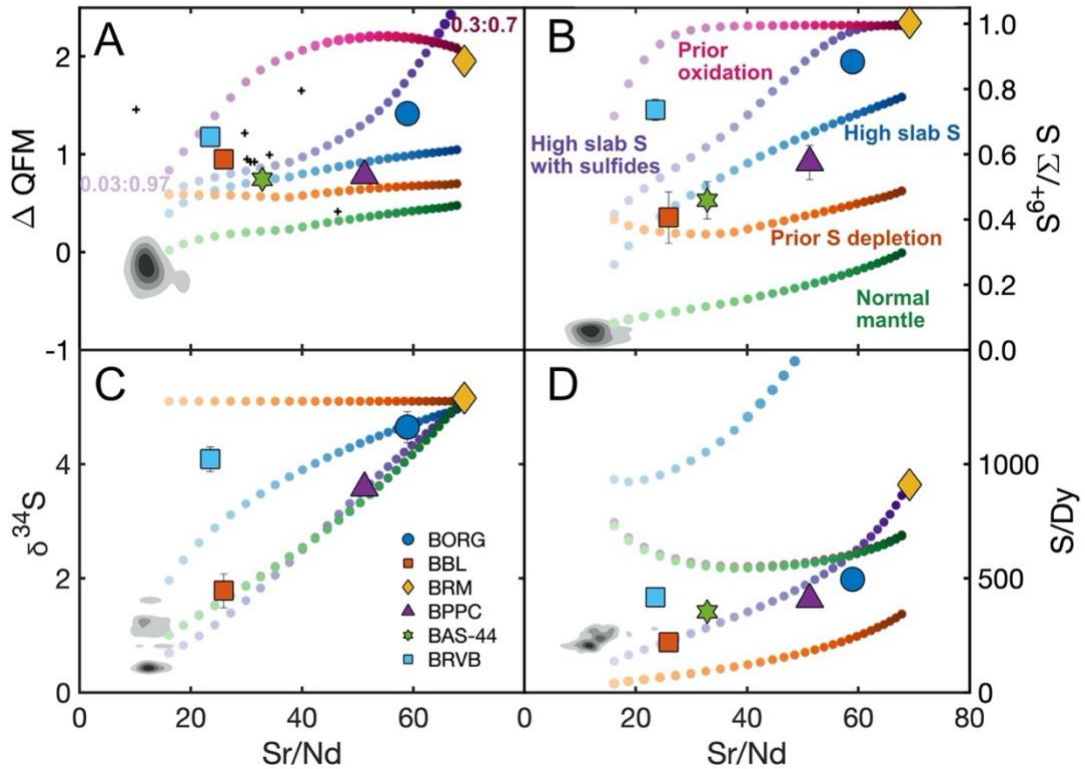 A
0.3:0.7
2
1
0
-1
Δ QFM
0.03:0.97
B
Prior
oxidation
High slab S
with sulfides
High slab S
Prior S depletion
Normal
mantle
1.0
0.8
0.6
0.4
0.2
0.0
S⁶⁺/Σ S
C
4
2
0
δ³⁴S
BORG
BBL
BRM
BPPC
BAS-44
BRVB
0 20 40 60
Sr/Nd
D
1000
500
0
S/Dy
0 20 40 60 80
Sr/Nd